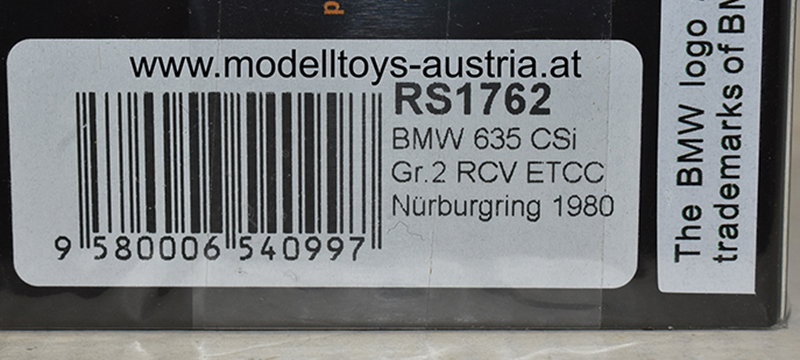 p
www.modelltoys-austria.at
RS1762
BMW 635 CSi
Gr.2 RCV ETCC
Nürburgring 1980
9 580006 540997
The BMW logo
trademarks of BM